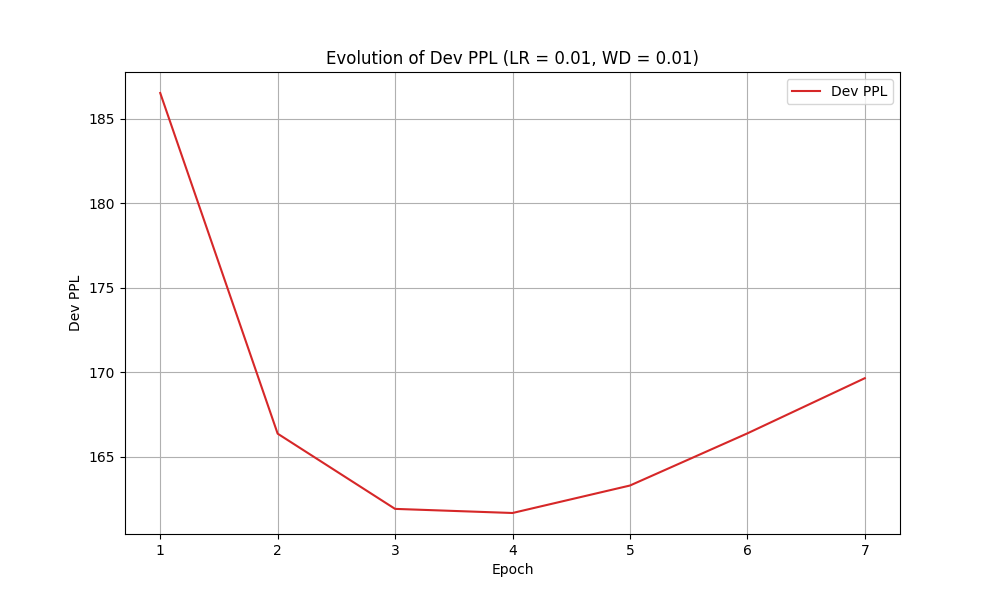 Evolution of Dev PPL (LR = 0.01, WD = 0.01)
Dev PPL
185
180
175
170
165
Dev PPL
1 2 3 4 5 6 7
Epoch